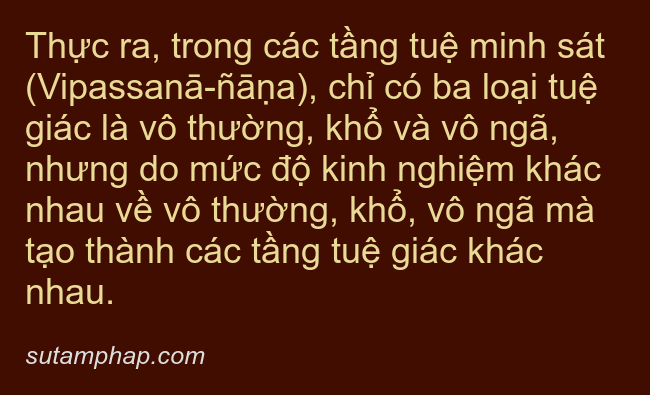 Thực ra, trong các tầng tuệ minh sát
(Vipassanā-ñāṇa), chỉ có ba loại tuệ
giác là vô thường, khổ và vô ngã,
nhưng do mức độ kinh nghiệm khác
nhau về vô thường, khổ, vô ngã mà
tạo thành các tầng tuệ giác khác
nhau.
sutamphap.com